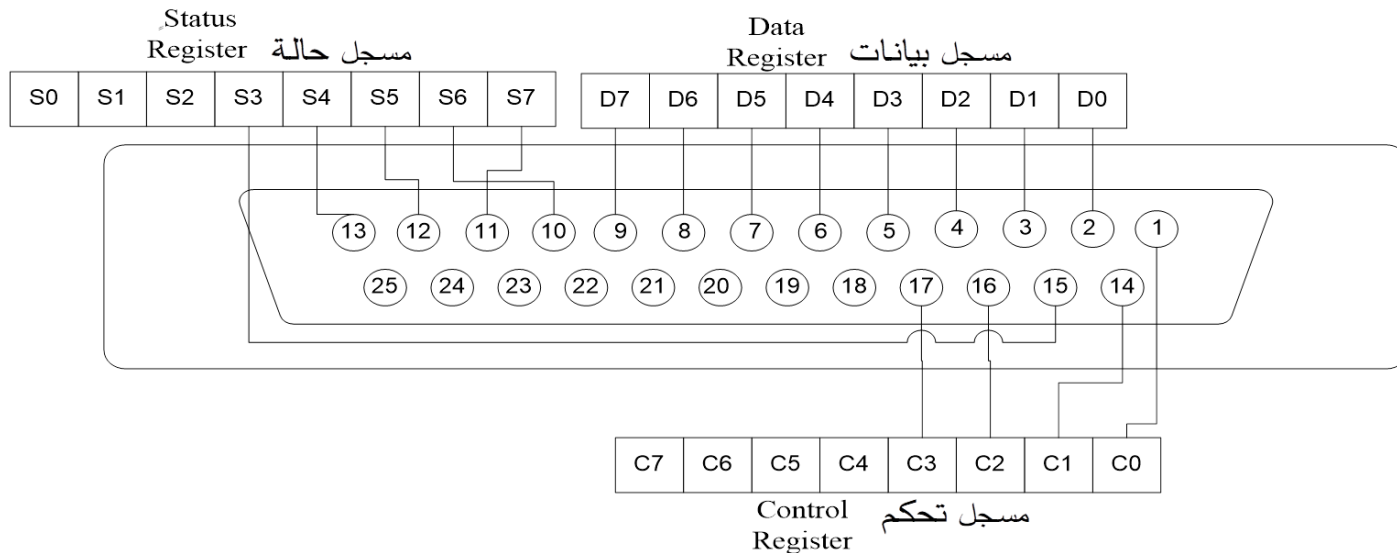 Status
Register مسجل حالة
Data
Register مسجل بيانات
S0 S1 S2 S3 S4 S5 S6 S7
D7 D6 D5 D4 D3 D2 D1 D0
13 12 11 10 9 8 7 6 5 4 3 2 1
25 24 23 22 21 20 19 18 17 16 15 14
C7 C6 C5 C4 C3 C2 C1 C0
Control
Register مسجل تحكم